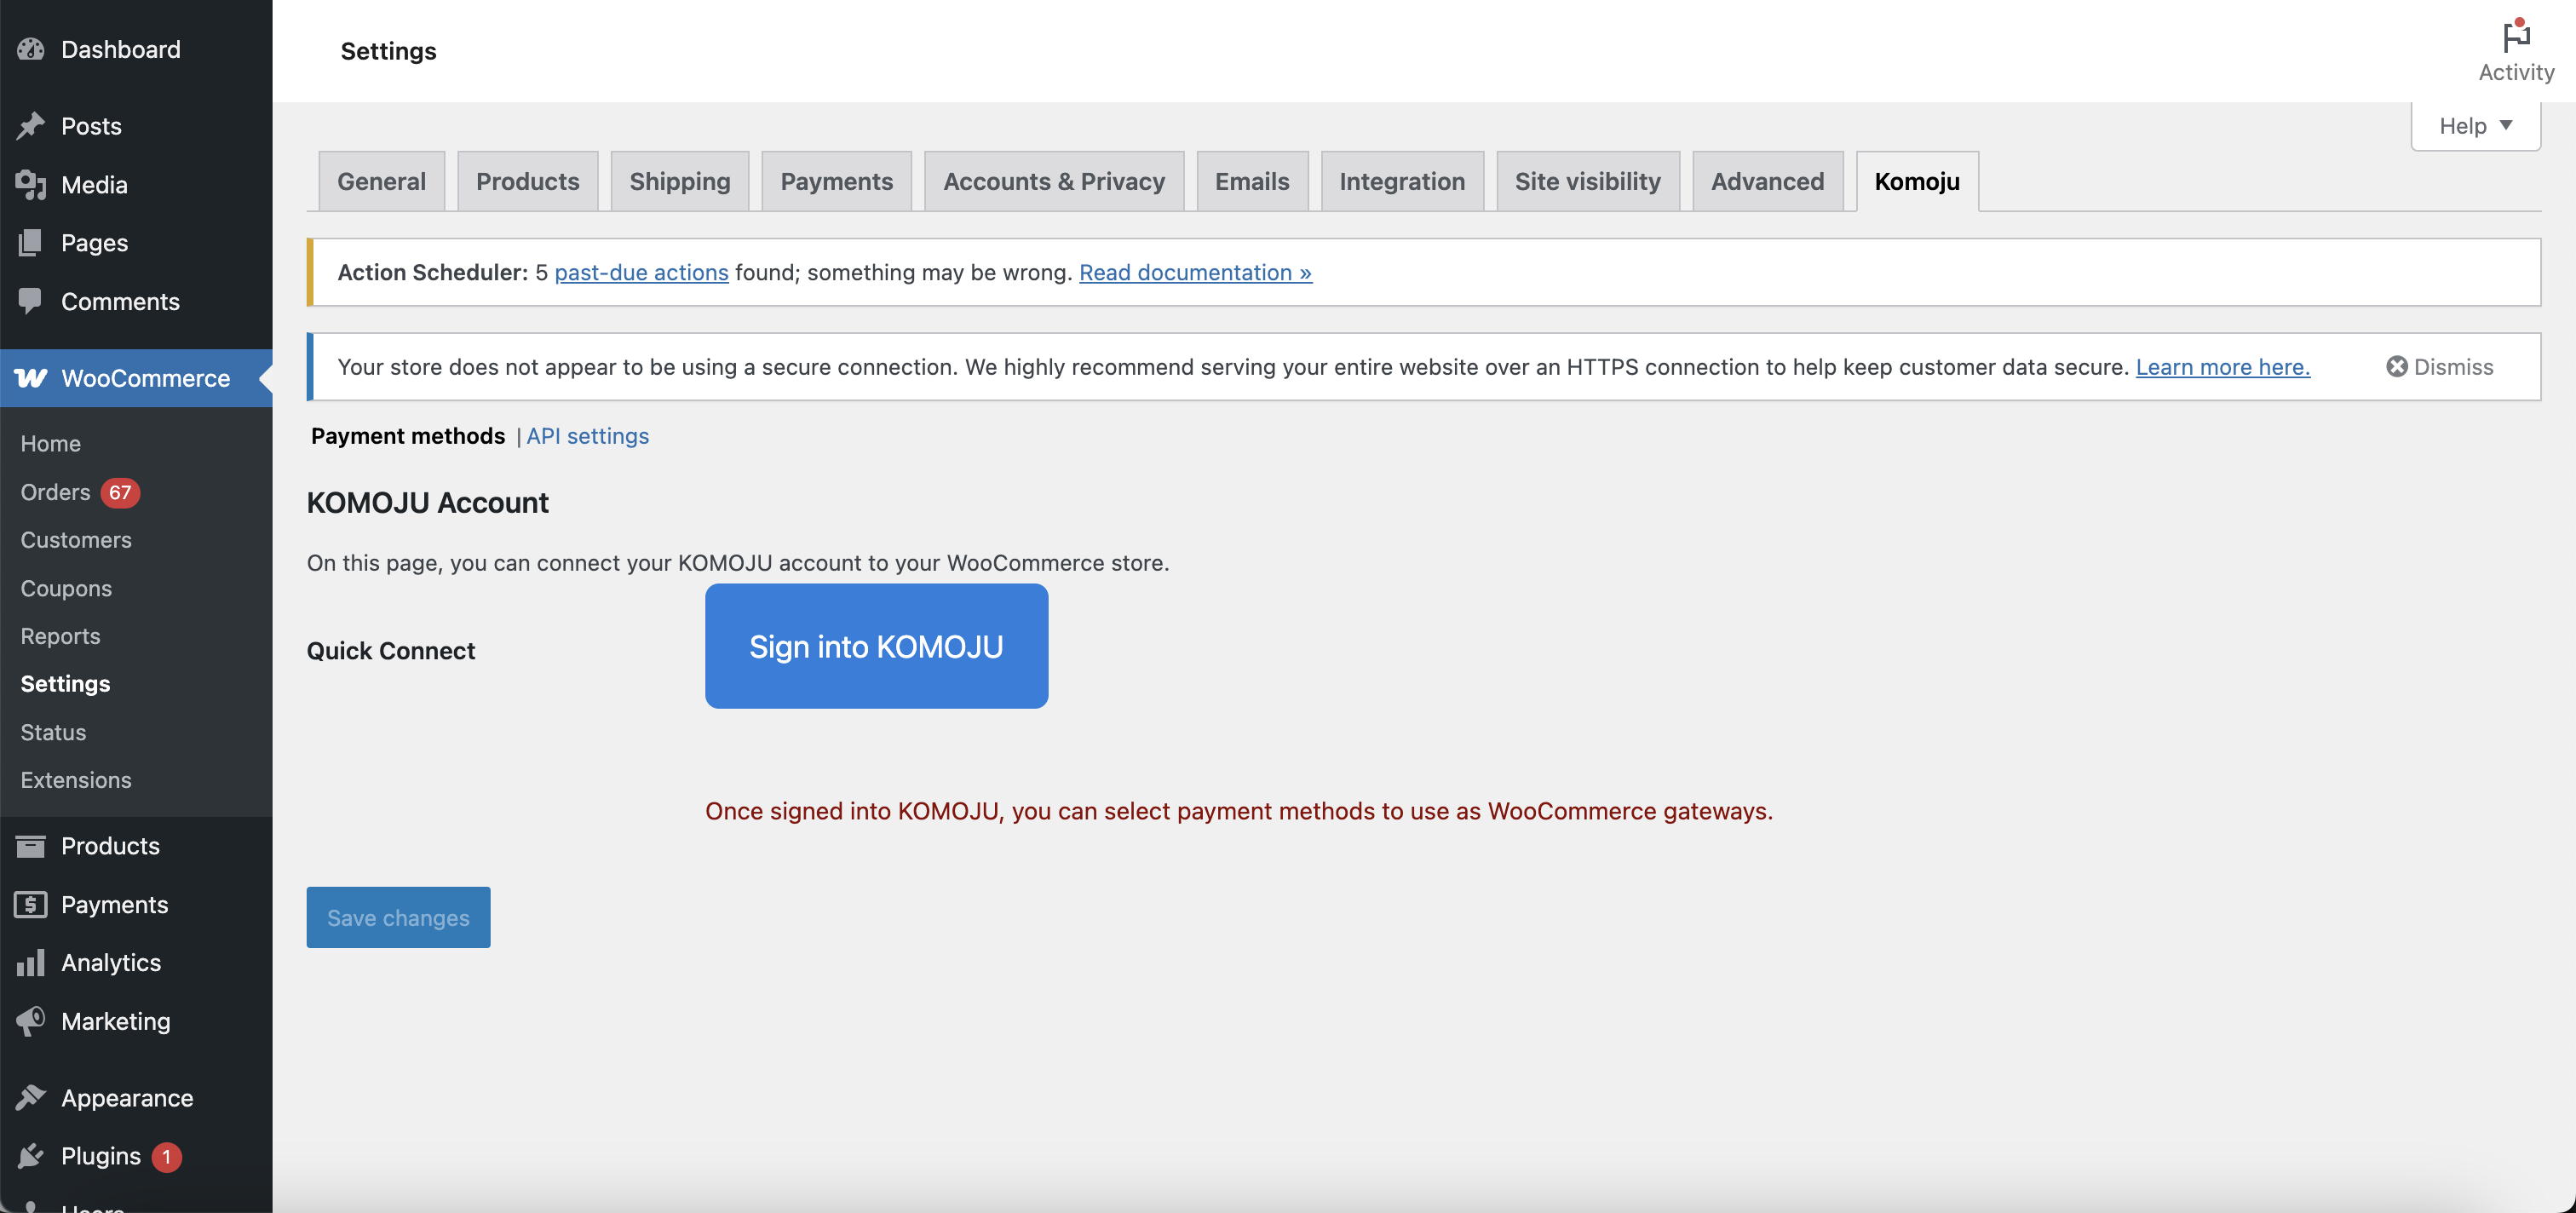 Dashboard
Posts
Media
Pages
Comments
WooCommerce
Home
Orders 67
Customers
Coupons
Reports
Settings
Status
Extensions
Products
Payments
Analytics
Marketing
Appearance
Plugins 1
Users
Settings
Activity
Help
General
Products
Shipping
Payments
Accounts & Privacy
Emails
Integration
Site visibility
Advanced
Komoju
Action Scheduler: 5 past-due actions found; something may be wrong. Read documentation »
Your store does not appear to be using a secure connection. We highly recommend serving your entire website over an HTTPS connection to help keep customer data secure. Learn more here.
Dismiss
Payment methods | API settings
KOMOJU Account
On this page, you can connect your KOMOJU account to your WooCommerce store.
Quick Connect
Sign into KOMOJU
Once signed into KOMOJU, you can select payment methods to use as WooCommerce gateways.
Save changes